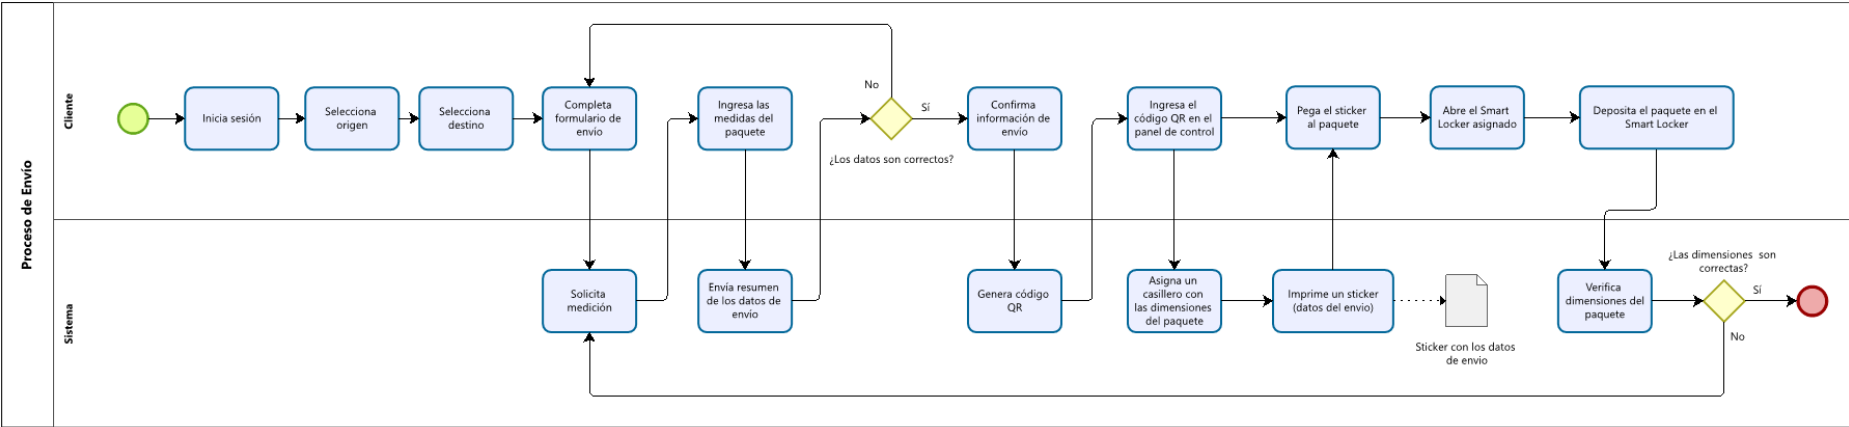 Proceso de Envío
Cliente
Inicia sesión
Selecciona
origen
Selecciona
destino
Completa
formulario de
envío
Ingresa las
medidas del
paquete
No
Sí
¿Los datos son correctos?
Confirma
información de
envío
Ingresa el
código QR en el
panel de control
Pega el sticker
al paquete
Abre el Smart
Locker asignado
Deposita el paquete en el
Smart Locker
Sistema
Solicita
medición
Envía resumen
de los datos de
envío
Genera código
QR
Asigna un
casillero con
las dimensiones
del paquete
Imprime un sticker
(datos del envio)
Sticker con los datos
de envio
Verifica
dimensiones del
paquete
¿Las dimensiones son
correctas?
Sí
No